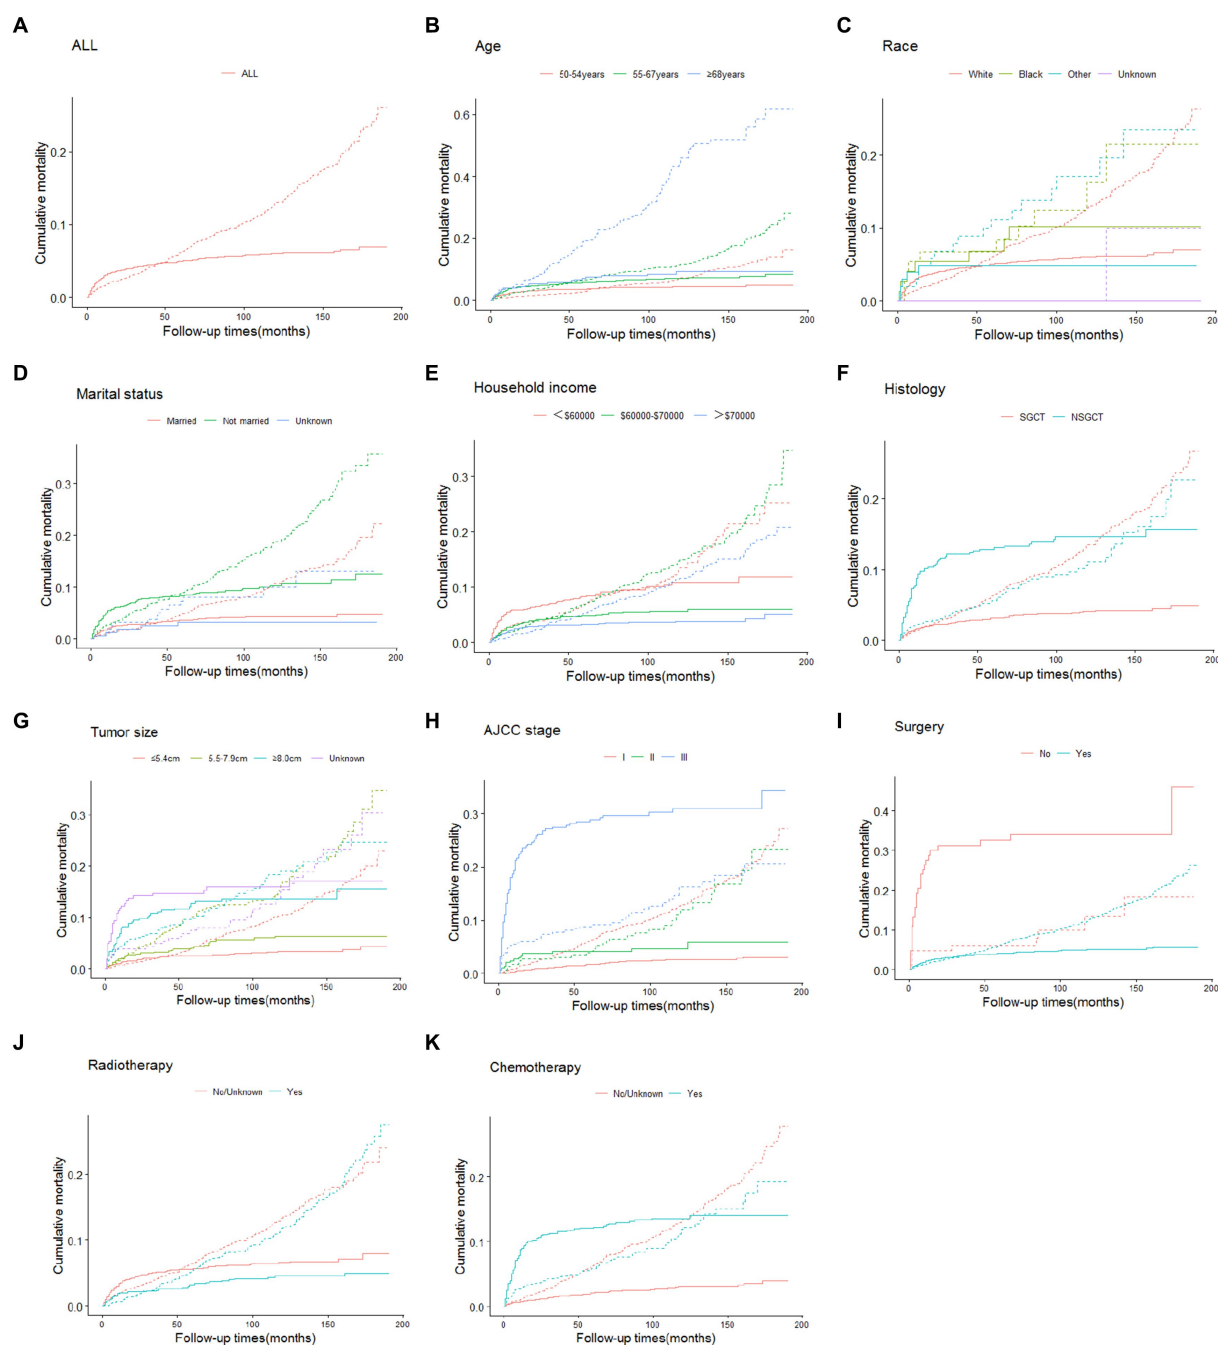 A
ALL
ALL
Cumulative mortality
0.2
0.1
0.0
0 50 100 150 200
Follow-up times(months)
B
Age
50-54years 55-67years ≥68years
Cumulative mortality
0.6
0.4
0.2
0.0
0 50 100 150 200
Follow-up times(months)
C
Race
White Black Other Unknown
Cumulative mortality
0.2
0.1
0.0
0 50 100 150 200
Follow-up times(months)
D
Marital status
Married Not married Unknown
Cumulative mortality
0.3
0.2
0.1
0.0
0 50 100 150 200
Follow-up times(months)
E
Household income
<$60000 $60000-$70000 >$70000
Cumulative mortality
0.3
0.2
0.1
0.0
0 50 100 150 200
Follow-up times(months)
F
Histology
SGCT NSGCT
Cumulative mortality
0.2
0.1
0.0
0 50 100 150 200
Follow-up times(months)
G
Tumor size
≤5.4cm 5.5-7.9cm ≥8.0cm Unknown
Cumulative mortality
0.3
0.2
0.1
0.0
0 50 100 150 200
Follow-up times(months)
H
AJCC stage
I II III
Cumulative mortality
0.3
0.2
0.1
0.0
0 50 100 150 200
Follow-up times(months)
I
Surgery
No Yes
Cumulative mortality
0.4
0.3
0.2
0.1
0.0
0 50 100 150 200
Follow-up times(months)
J
Radiotherapy
No/Unknown Yes
Cumulative mortality
0.2
0.1
0.0
0 50 100 150 200
Follow-up times(months)
K
Chemotherapy
No/Unknown Yes
Cumulative mortality
0.2
0.1
0.0
0 50 100 150 200
Follow-up times(months)